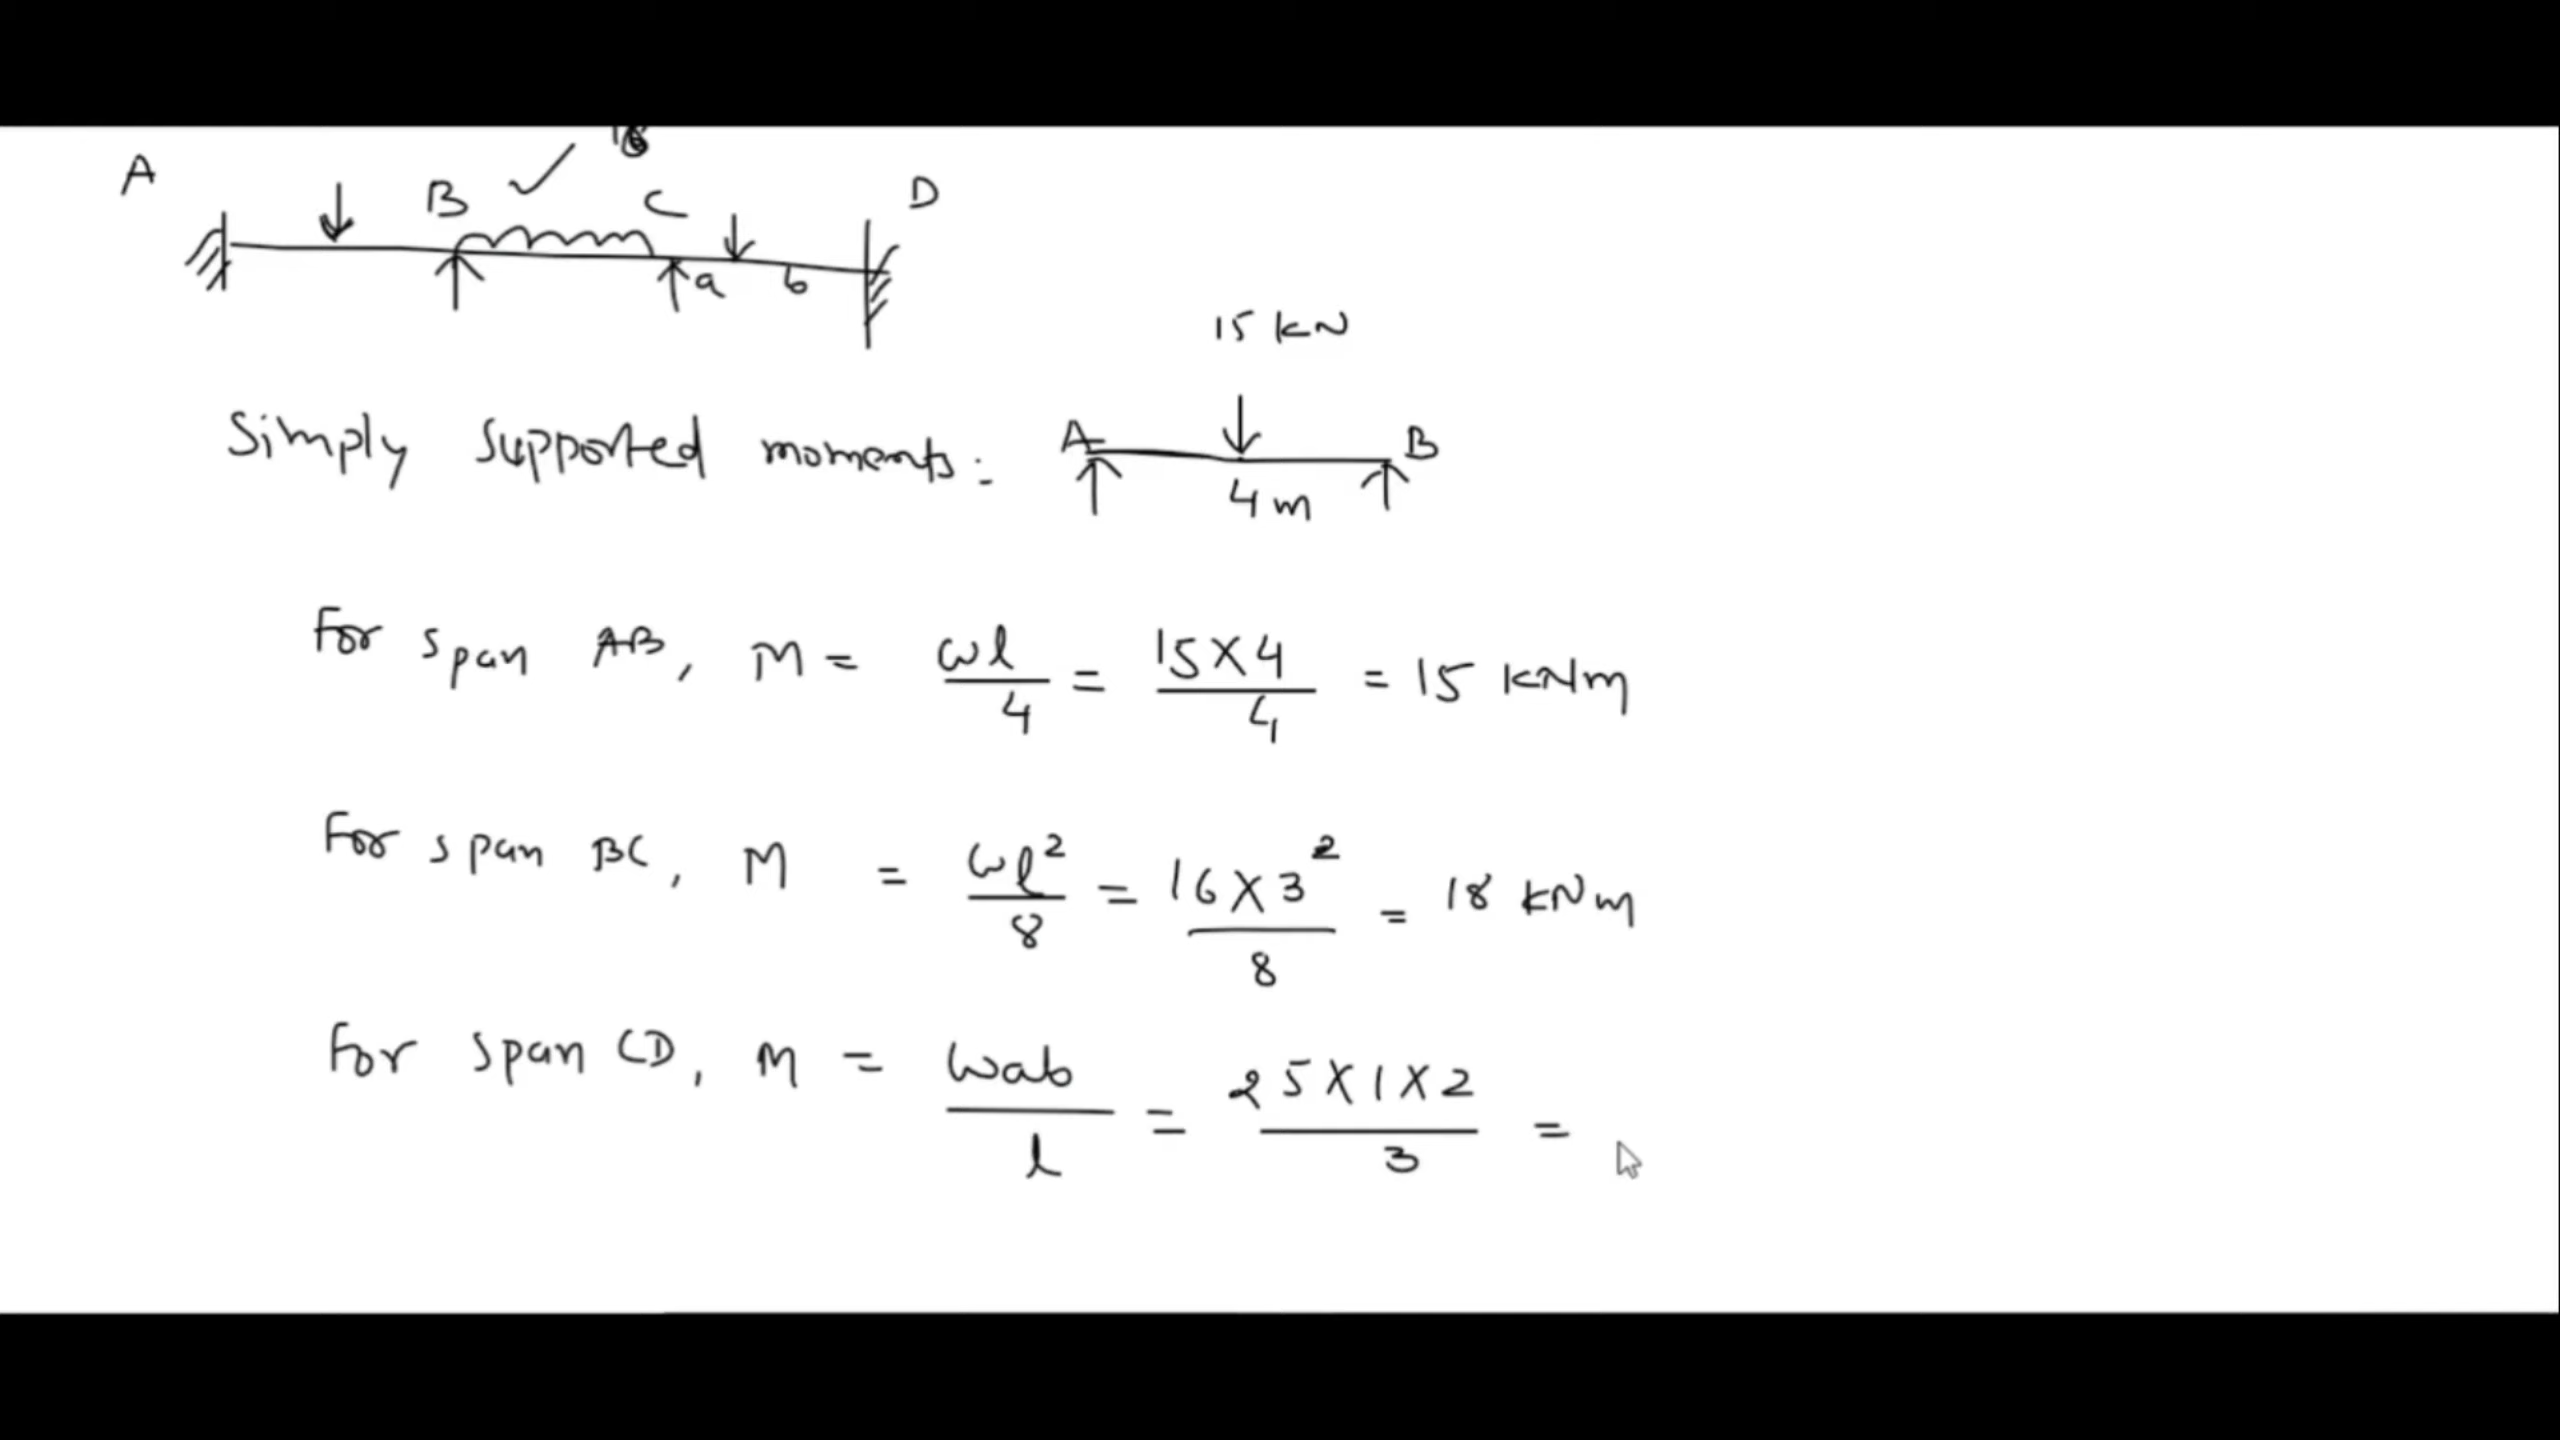 18
A B C D
a b
15 kN
Simply supported moments:- A B
4 m
For span AB, M = wl/4 = 15×4/4 = 15 kNm
For span BC, M = wl²/8 = 16×3²/8 = 18 kNm
For span CD, M = wab/l = 25×1×2/3 =